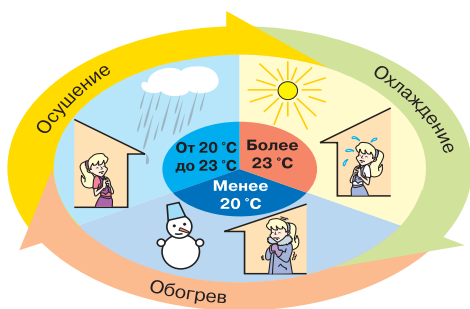 Осушение
Охлаждение
От 20 °C
до 23 °C
Более
23 °C
Менее
20 °C
Обогрев